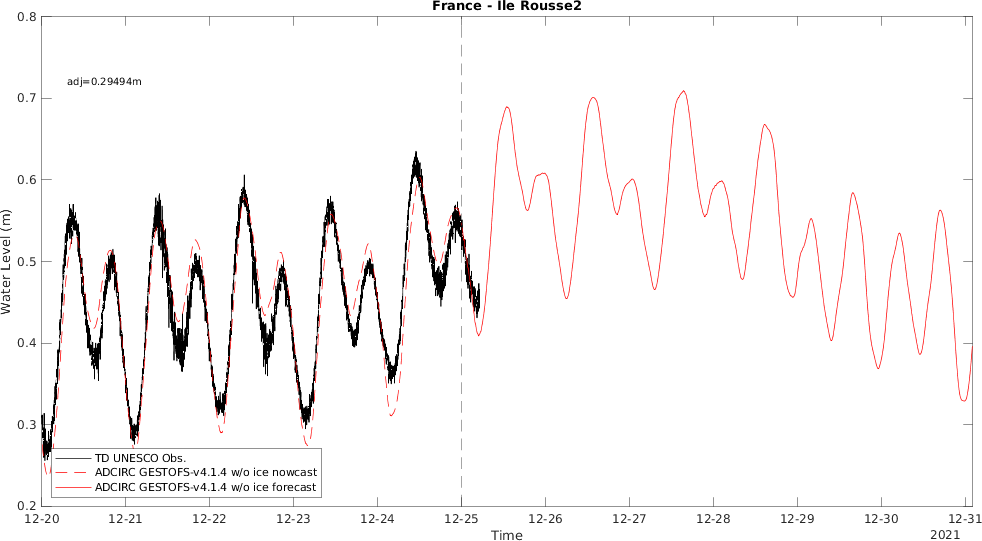 France - Ile Rousse2
adj=0.29494m
Water Level (m)
0.8
0.7
0.6
0.5
0.4
0.3
0.2
TD UNESCO Obs.
ADCIRC GESTOFS-v4.1.4 w/o ice nowcast
ADCIRC GESTOFS-v4.1.4 w/o ice forecast
12-20 12-21 12-22 12-23 12-24 12-25 12-26 12-27 12-28 12-29 12-30 12-31
Time
2021